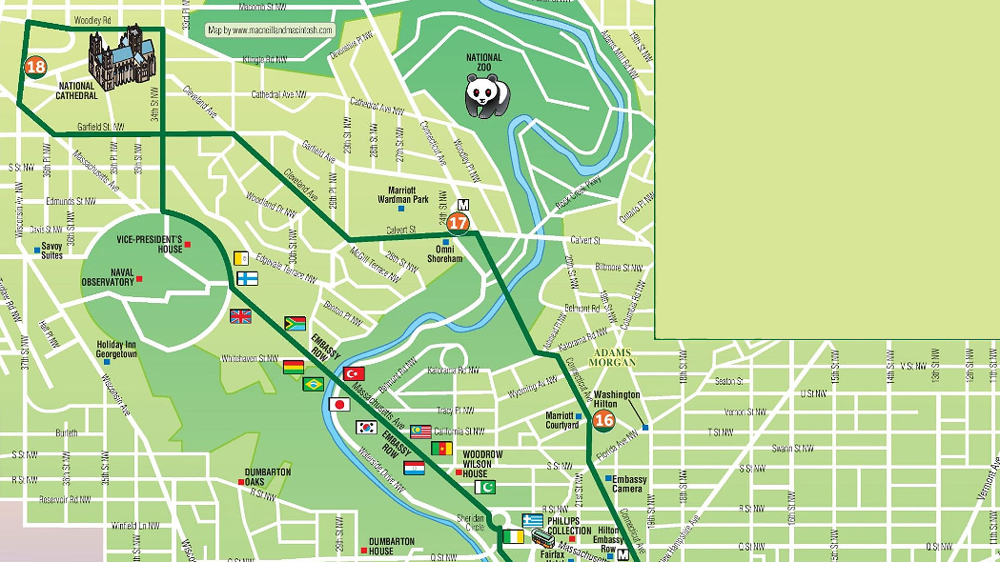 Macomb St NW
Woodley Rd
33rd Pl N
Map by www.macneillandmacintosh.com
Devonshire Pl NW
Adams Mill Rd NW
19th St NW
Klingle Rd NW
NATIONAL
ZOO
18
NATIONAL
CATHEDRAL
34th St NW
Cleveland Ave
Cathedral Ave NW
Cathedral Ave NW
Garfield St. NW
Connecticut Ave
Woodley Pl NW
29th St NW
28th St NW
27th St NW
Garfield Ave
36th Pl NW
35th Pl NW
35th St NW
Massachusetts Ave
S St NW
Cleveland Ave
29th Pl NW
Rock Creek Pkwy
Marriott
Wardman Park
24th St NW
M
17
Wisconsin Av NW
Edmunds St NW
36th St NW
Woodland Dr NW
Ontario Pl NW
Davis St NW
Calvert St
Calvert St
VICE-PRESIDENT'S
HOUSE
Savoy
Suites
30th St NW
Omni
Shoreham
McGill Terrace NW
28th St NW
Edgevale Terrace NW
20th St NW
Biltmore St NW
NAVAL
OBSERVATORY
Tunlaw Rd NW
19th St NW
Columbia Rd NW
Benton Pl NW
Belmont Rd
Hall Pl NW
Ashmead Pl NW
Kalorama Rd NW
EMBASSY
ROW
Holiday Inn
Georgetown
37th St NW
Whitehaven St NW
ADAMS
MORGAN
Connecticut Ave
18th St NW
15th St NW
14th St NW
13th St NW
12th St NW
11th St NW
V St NW
Belmont Rd NW
Kalorama Rd NW
Wyoming Av NW
Seaton St
Wisconsin Ave
Massachusetts Ave
U St NW
Washington
Hilton
Tracy Pl NW
Marriott
Courtyard
16
Vernon St NW
Burleth
California St NW
T St NW
EMBASSY
ROW
Florida Ave NW
Swann St NW
WOODROW
WILSON
HOUSE
S St NW
S St NW
S St NW
Waterside Drive NW
DUMBARTON
OAKS
36th St NW
35th St NW
R St NW
R St NW
Embassy
Camera
21st St NW
18th St NW
Vermont Ave
Reservoir Rd NW
R St NW
R St NW
16th St NW
19th St NW
Sheridan
Circle
PHILLIPS
COLLECTION
Connecticut Ave
New Hampshire Ave
11th St NW
Winfield Ln NW
29th St NW
Hilton
Embassy
Row
M
DUMBARTON
HOUSE
Massachusetts
Fairfax
Q St NW
Q St NW
Q St NW
Q St NW